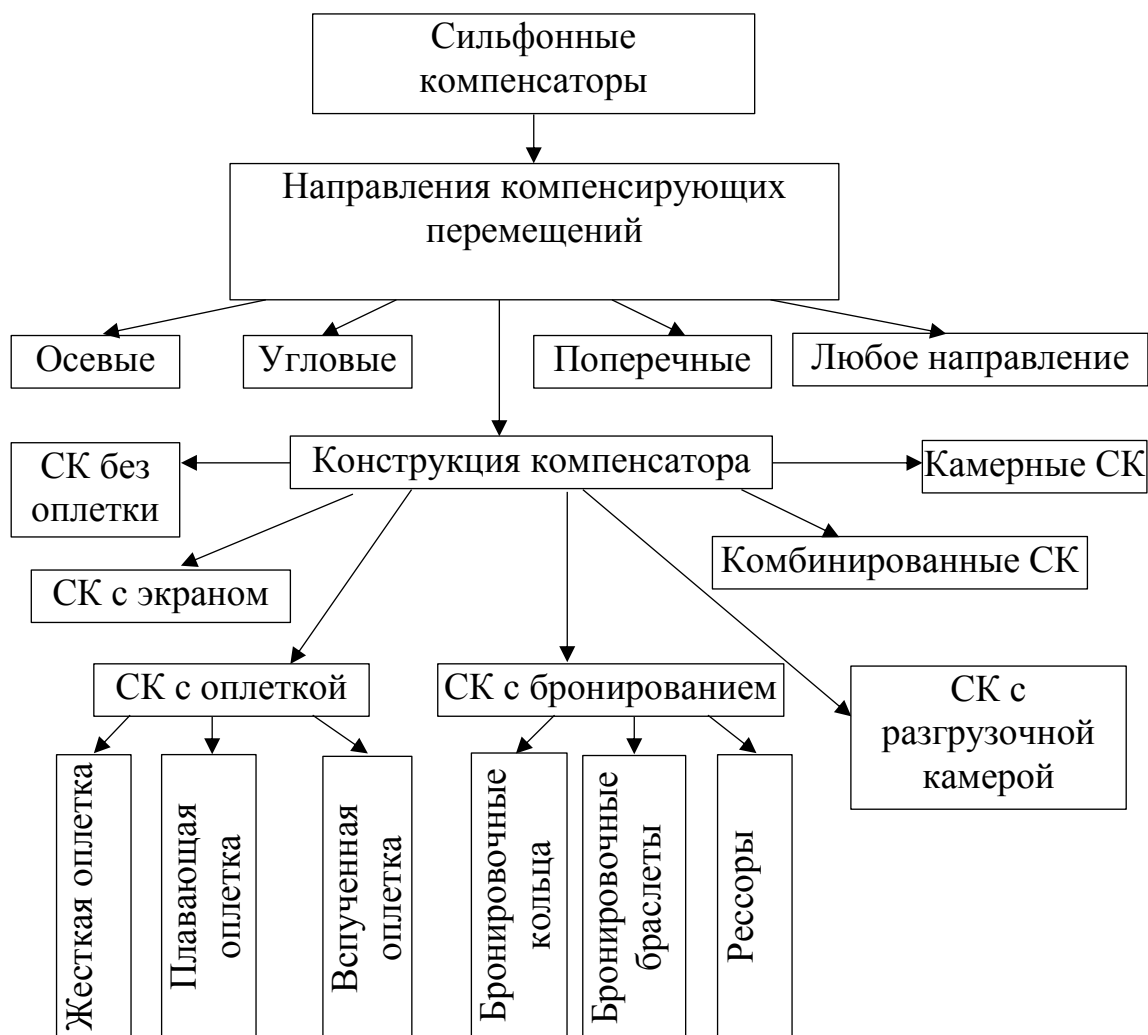 Сильфонные
компенсаторы
Направления компенсирующих
перемещений
Осевые
Угловые
Поперечные
Любое направление
СК без
оплетки
Конструкция компенсатора
Камерные СК
СК с экраном
Комбинированные СК
СК с оплеткой
СК с бронированием
СК с
разгрузочной
камерой
Жесткая оплетка
Плавающая
оплетка
Вспученная
оплетка
Бронировочные
кольца
Бронировочные
браслеты
Рессоры